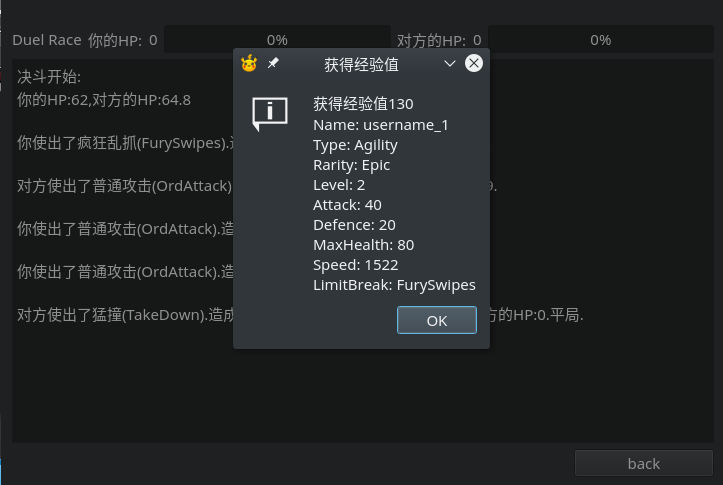 Duel Race 你的HP: 0 0% 对方的HP: 0 0%
获得经验值
决斗开始:
你的HP:62,对方的HP:64.8
你使出了疯狂乱抓(FurySwipes).
对方使出了普通攻击(OrdAttack)
你使出了普通攻击(OrdAttack).造
你使出了普通攻击(OrdAttack).造
对方使出了猛撞(TakeDown).造成 方的HP:0.平局.
获得经验值130
Name: username_1
Type: Agility
Rarity: Epic
Level: 2
Attack: 40
Defence: 20
MaxHealth: 80
Speed: 1522
LimitBreak: FurySwipes
OK
back